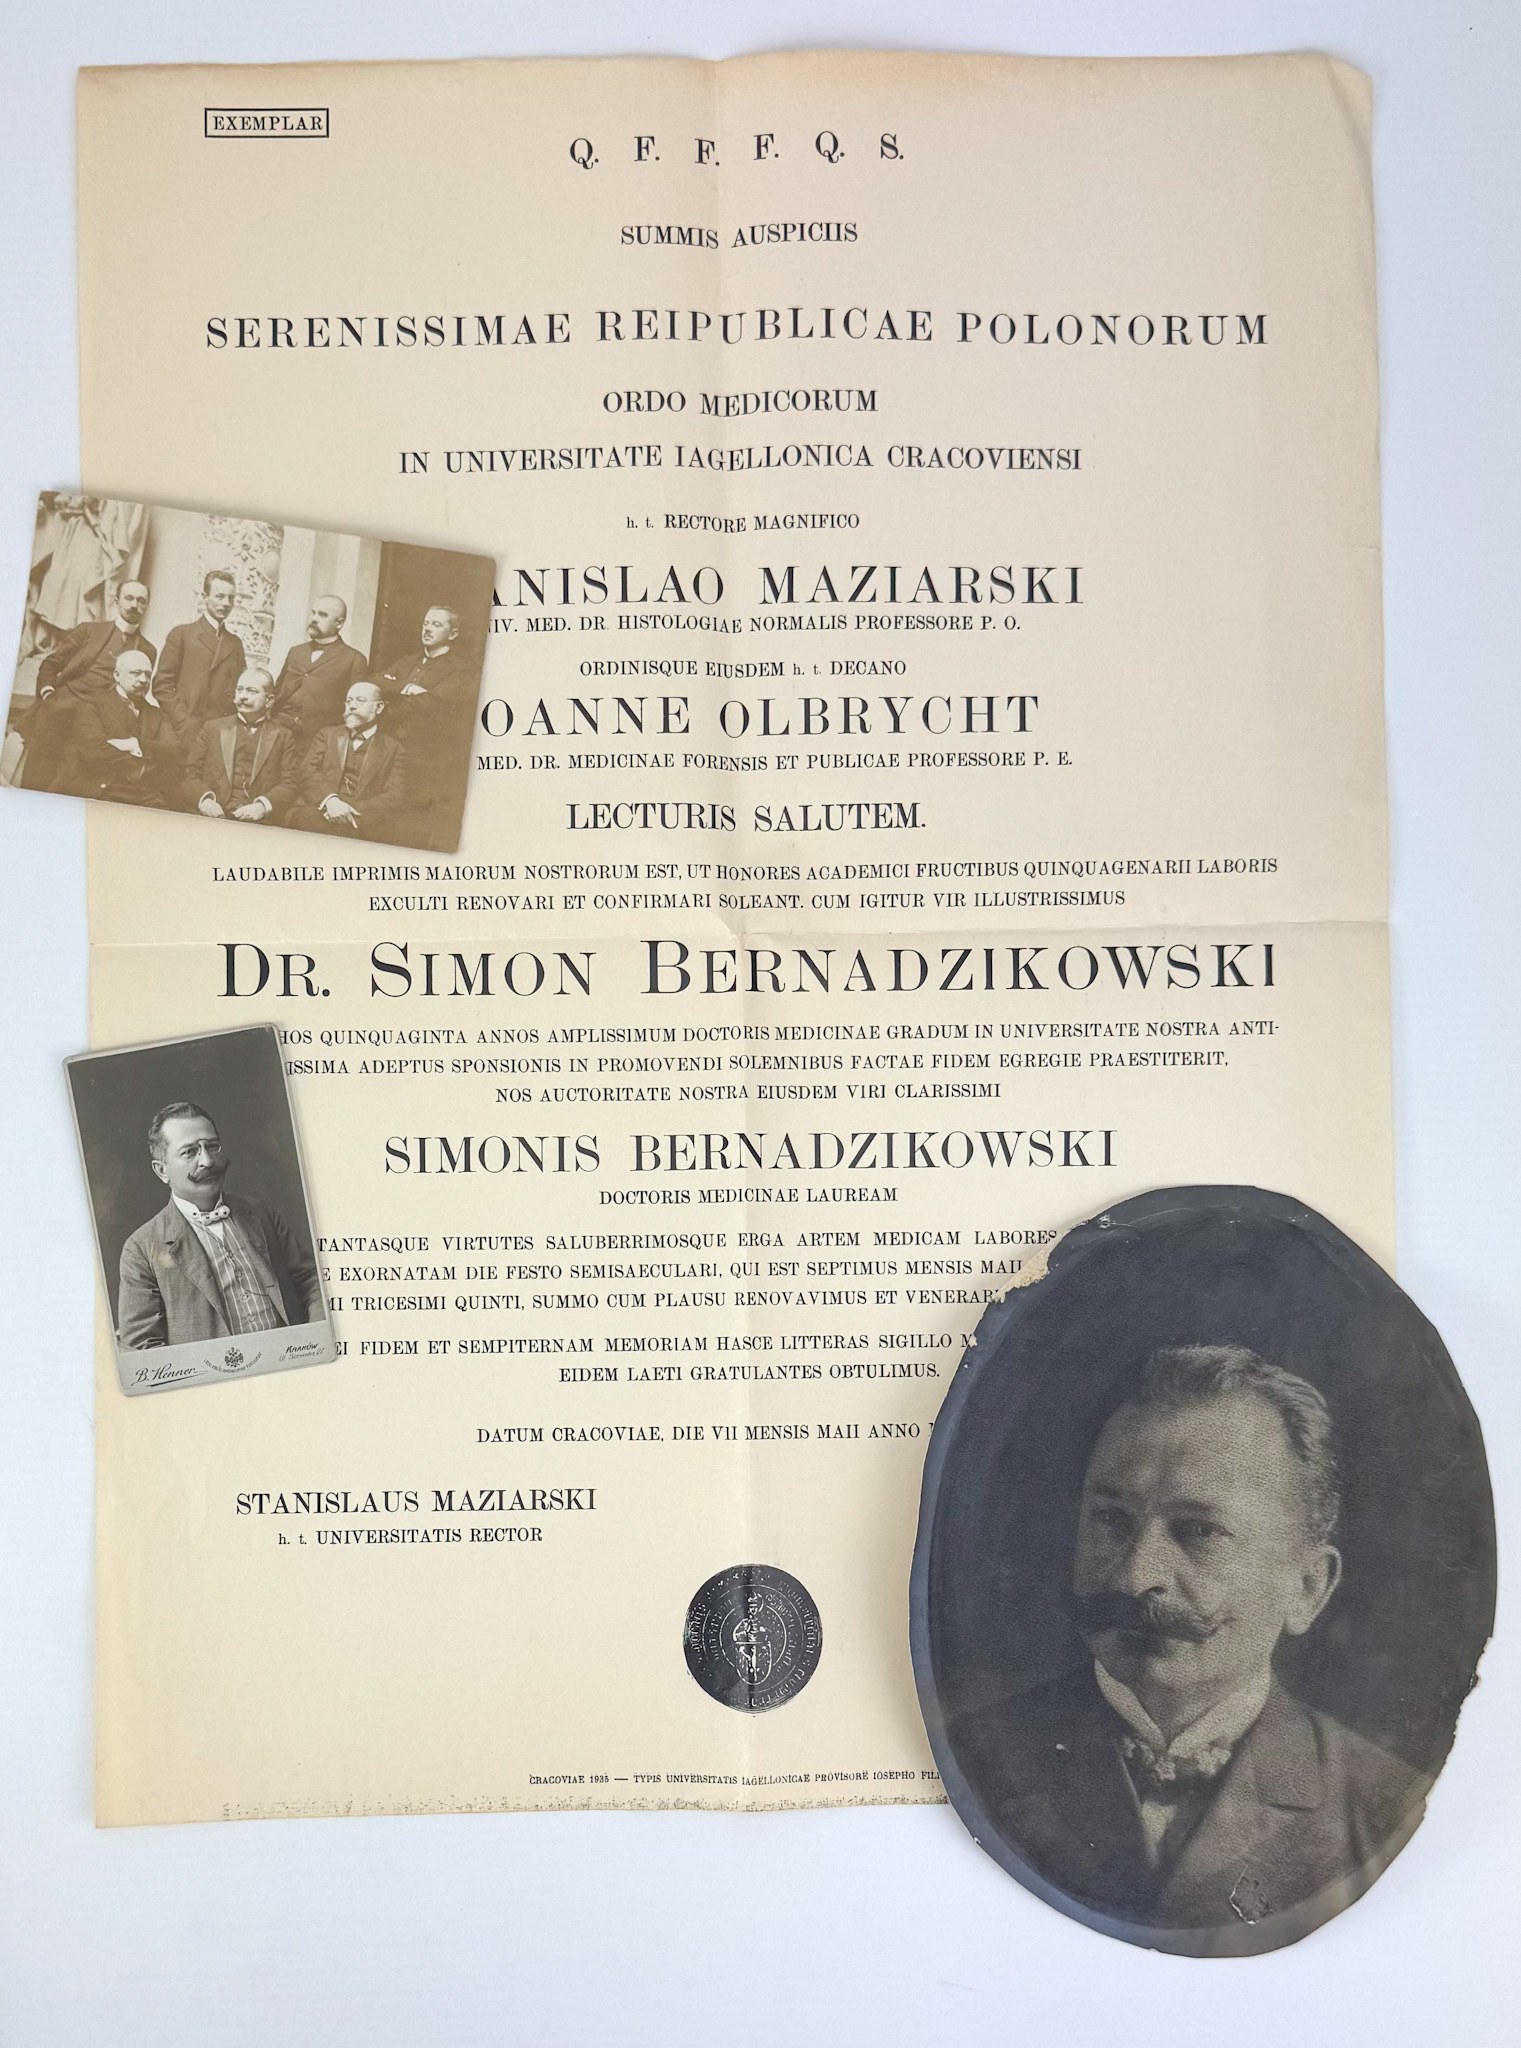 EXEMPLAR
Q. F. F. F. Q. S.
SUMMIS AUSPICIIS
SERENISSIMAE REIPUBLICAE POLONORUM
ORDO MEDICORUM
IN UNIVERSITATE IAGELLONICA CRACOVIENSI
h. t. RECTORE MAGNIFICO
ANISLAO MAZIARSKI
IV. MED. DR. HISTOLOGIAE NORMALIS PROFESSORE P. O.
ORDINISQUE EIUSDEM h. t. DECANO
OANNE OLBRYCHT
MED. DR. MEDICINAE FORENSIS ET PUBLICAE PROFESSORE P. E.
LECTURIS SALUTEM.
LAUDABILE IMPRIMIS MAIORUM NOSTRORUM EST, UT HONORES ACADEMICI FRUCTIBUS QUINQUAGENARII LABORIS
EXCULTI RENOVARI ET CONFIRMARI SOLEANT. CUM IGITUR VIR ILLUSTRISSIMUS
DR. SIMON BERNADZIKOWSKI
HOS QUINQUAGINTA ANNOS AMPLISSIMUM DOCTORIS MEDICINAE GRADUM IN UNIVERSITATE NOSTRA ANTI-
ISSIMA ADEPTUS SPONSIONIS IN PROMOVENDI SOLEMNIBUS FACTAE FIDEM EGREGIE PRAESTITERIT,
NOS AUCTORITATE NOSTRA EIUSDEM VIRI CLARISSIMI
SIMONIS BERNADZIKOWSKI
DOCTORIS MEDICINAE LAUREAM
TANTASQUE VIRTUTES SALUBERRIMOSQUE ERGA ARTEM MEDICAM LABORES
E EXORNATAM DIE FESTO SEMISAECULARI, QUI EST SEPTIMUS MENSIS MAII
MI TRICESIMI QUINTI, SUMMO CUM PLAUSU RENOVAVIMUS ET VENERARI
EI FIDEM ET SEMPITERNAM MEMORIAM HASCE LITTERAS SIGILLO
EIDEM LAETI GRATULANTES OBTULIMUS.
DATUM CRACOVIAE, DIE VII MENSIS MAII ANNO
STANISLAUS MAZIARSKI
h. t. UNIVERSITATIS RECTOR
CRACOVIAE 1935 — TYPIS UNIVERSITATIS IAGELLONICAE PROVISORE IOSEPHO FIL
B. Henner
KRAKÓW